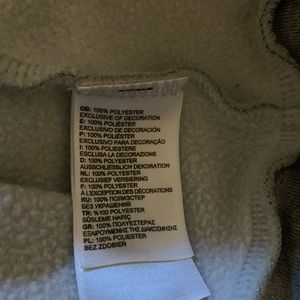 GB: 100% POLYESTER
EXCLUSIVE OF DECORATION
E: 100% POLIÉSTER
EXCLUSIVO DE DECORACIÓN
P: 100% POLIÉSTER
EXCLUSIVO PARA DECORAÇÃO
I: 100% POLIESTERE
ESCLUSA LA DECORAZIONE
D: 100% POLYESTER
AUSSCHLIESSLICH DEKORATION
NL: 100% POLYESTER
EXCLUSIEF VERSIERING
F: 100% POLYESTER
À L'EXCEPTION DES DÉCORATIONS
RU: 100% ПОЛИЭСТЕР
БЕЗ УКРАШЕНИЙ
TR: %100 POLYESTER
SÜSLEME HARİÇ
GR: 100% ΠΟΛΥΕΣΤΕΡΑΣ
ΕΞΑΙΡΟΥΜΕΝΗΣ ΤΗΣ ΔΙΑΚΟΣΜΗΣΗΣ
PL: 100% POLIESTER
BEZ ZDOBIEŃ